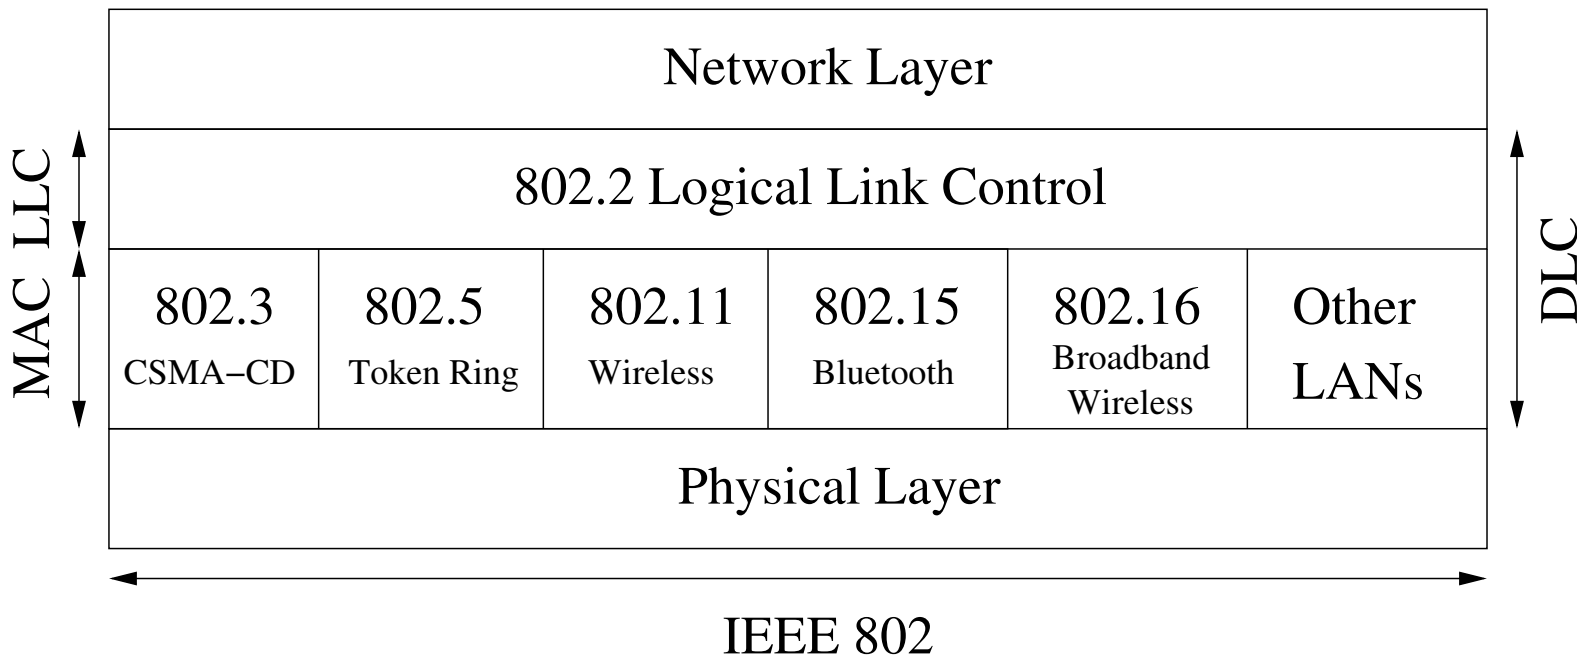 Network Layer
LLC
802.2 Logical Link Control
DLC
MAC
802.3
CSMA−CD
802.5
Token Ring
802.11
Wireless
802.15
Bluetooth
802.16
Broadband
Wireless
Other
LANs
Physical Layer
IEEE 802